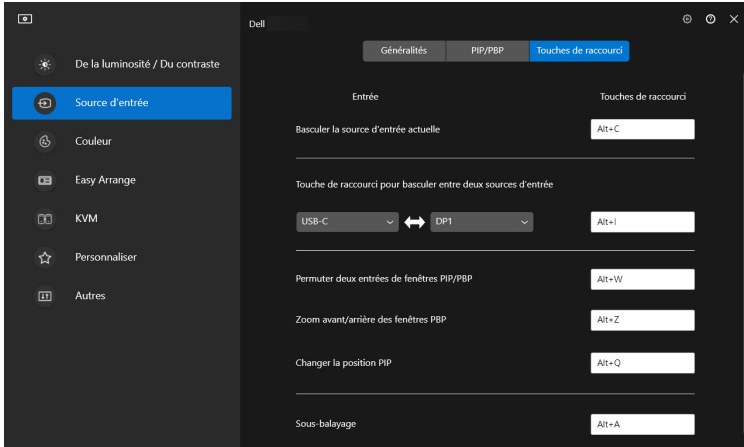 Dell
Généralités PIP/PBP Touches de raccourci
De la luminosité / Du contraste
Source d'entrée
Couleur
Easy Arrange
KVM
Personnaliser
Autres
Entrée Touches de raccourci
Basculer la source d'entrée actuelle Alt+C
Touche de raccourci pour basculer entre deux sources d'entrée
USB-C DP1 Alt+I
Permuter deux entrées de fenêtres PIP/PBP Alt+W
Zoom avant/arrière des fenêtres PBP Alt+Z
Changer la position PIP Alt+Q
Sous-balayage Alt+A